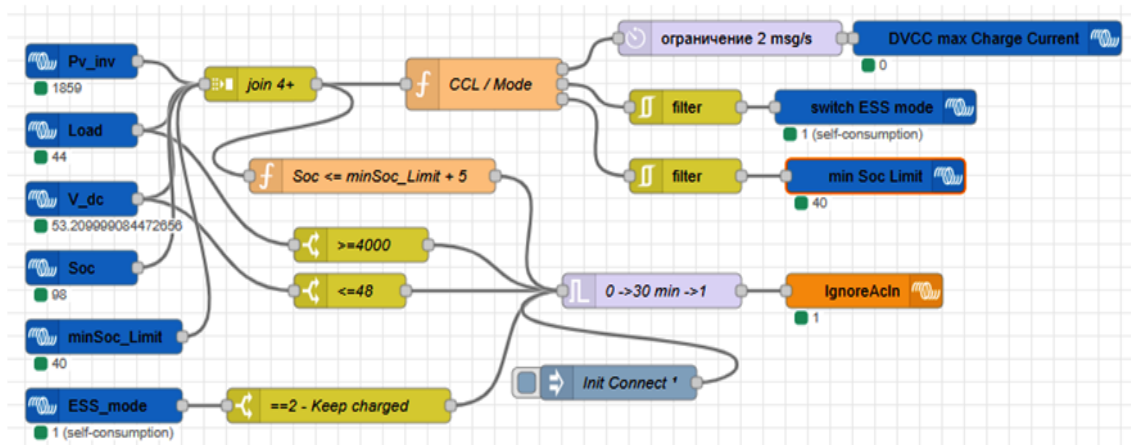 Pv_inv
1859
Load
44
V_dc
53.209999084472656
Soc
98
minSoc_Limit
40
ESS_mode
1 (self-consumption)
join 4+
Soc <= minSoc_Limit + 5
>=4000
<=48
==2 - Keep charged
CCL / Mode
ограничение 2 msg/s
DVCC max Charge Current
0
filter
switch ESS mode
1 (self-consumption)
filter
min Soc Limit
40
0 ->30 min ->1
IgnoreAcIn
1
Init Connect ¹